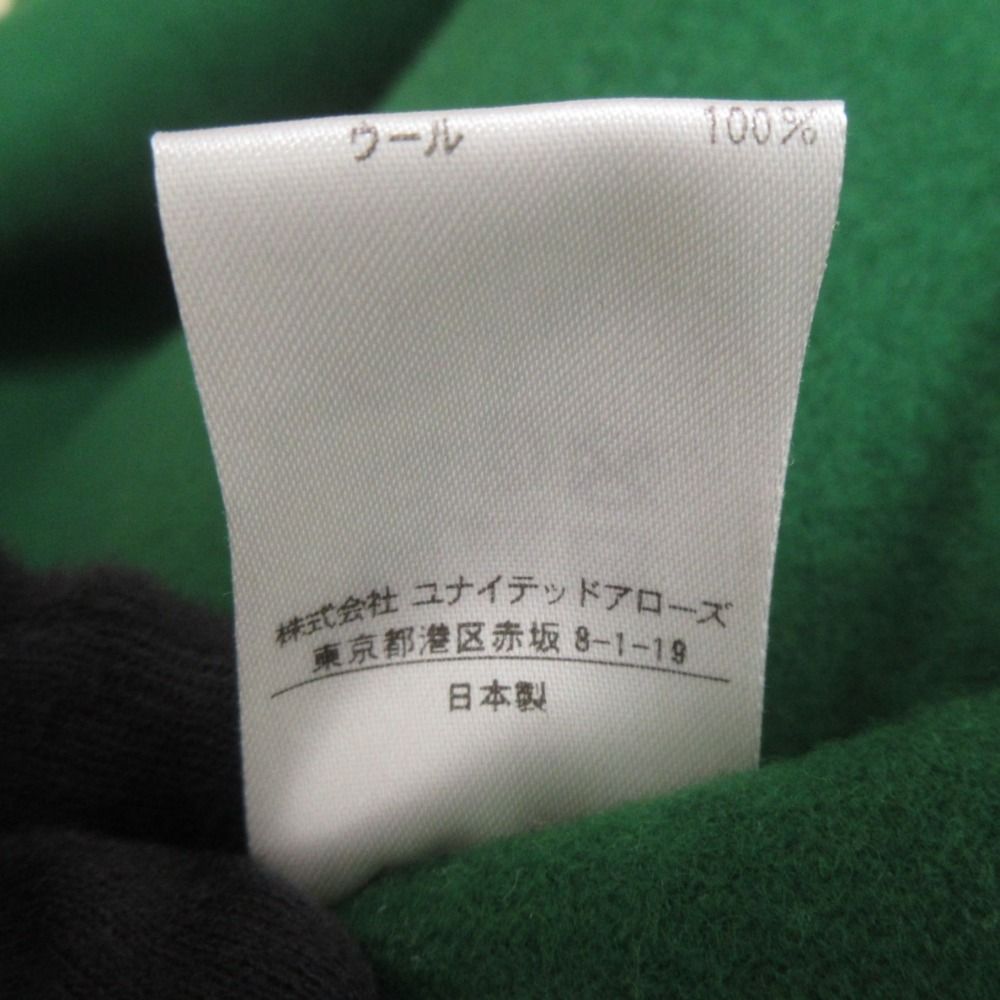 ウール 100%
株式会社 ユナイテッドアローズ
東京都港区赤坂 8-1-19
日本製